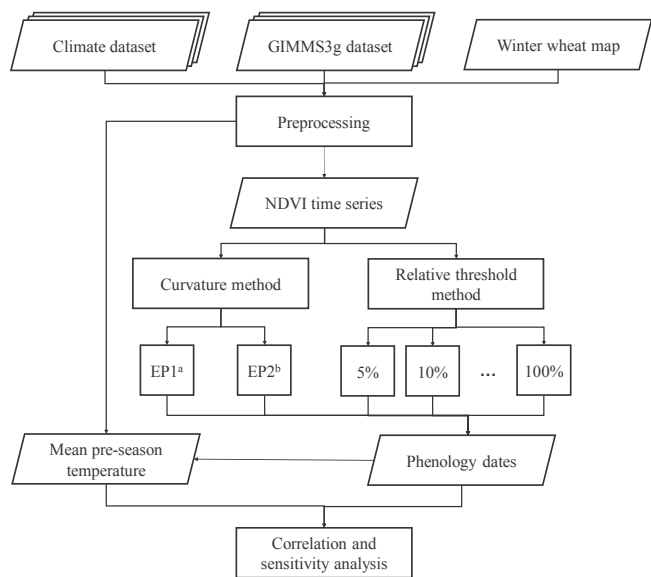 Climate dataset
GIMMS3g dataset
Winter wheat map
Preprocessing
NDVI time series
Curvature method
Relative threshold
method
EP1ᵃ
EP2ᵇ
5%
10%
...
100%
Mean pre-season
temperature
Phenology dates
Correlation and
sensitivity analysis